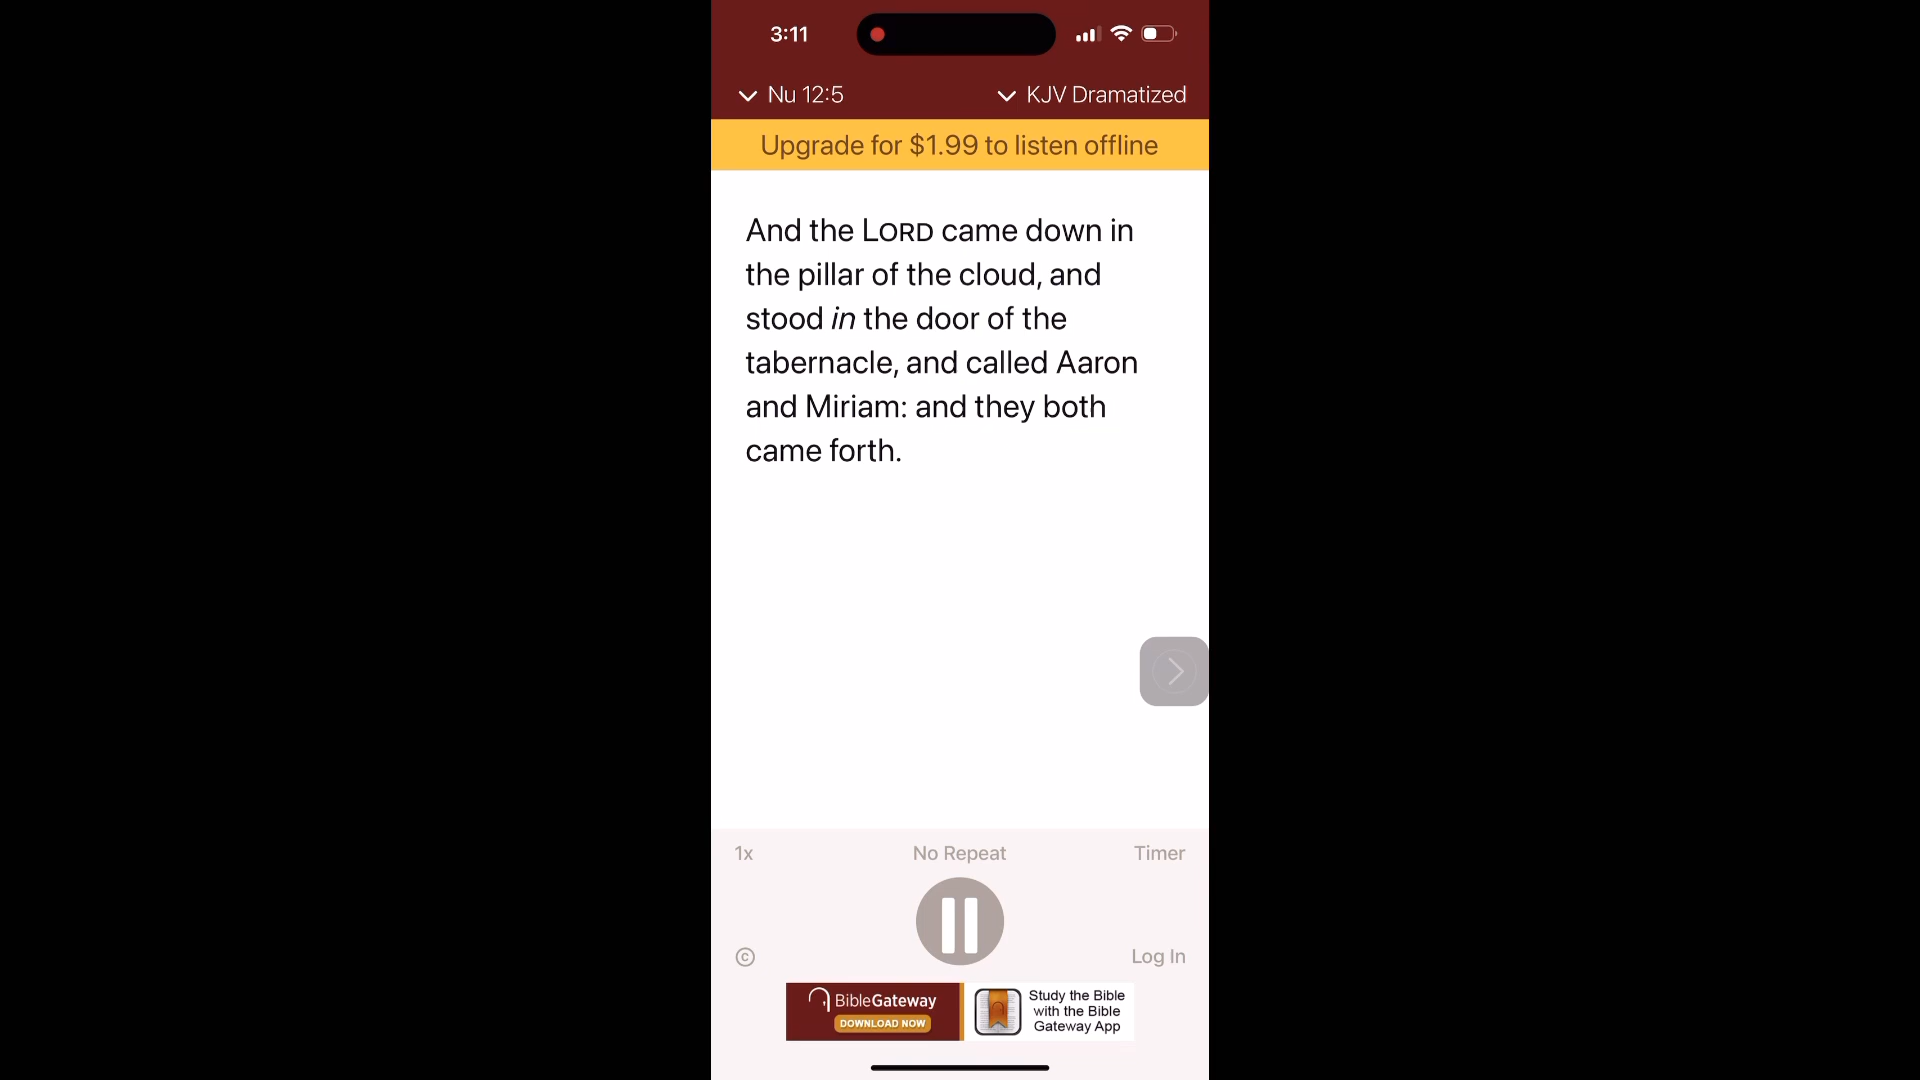 3:11
Nu 12:5
KJV Dramatized
Upgrade for $1.99 to listen offline
And the LORD came down in
the pillar of the cloud, and
stood in the door of the
tabernacle, and called Aaron
and Miriam: and they both
came forth.
1x
No Repeat
Timer
©
Log In
BibleGateway
DOWNLOAD NOW
Study the Bible
with the Bible
Gateway App